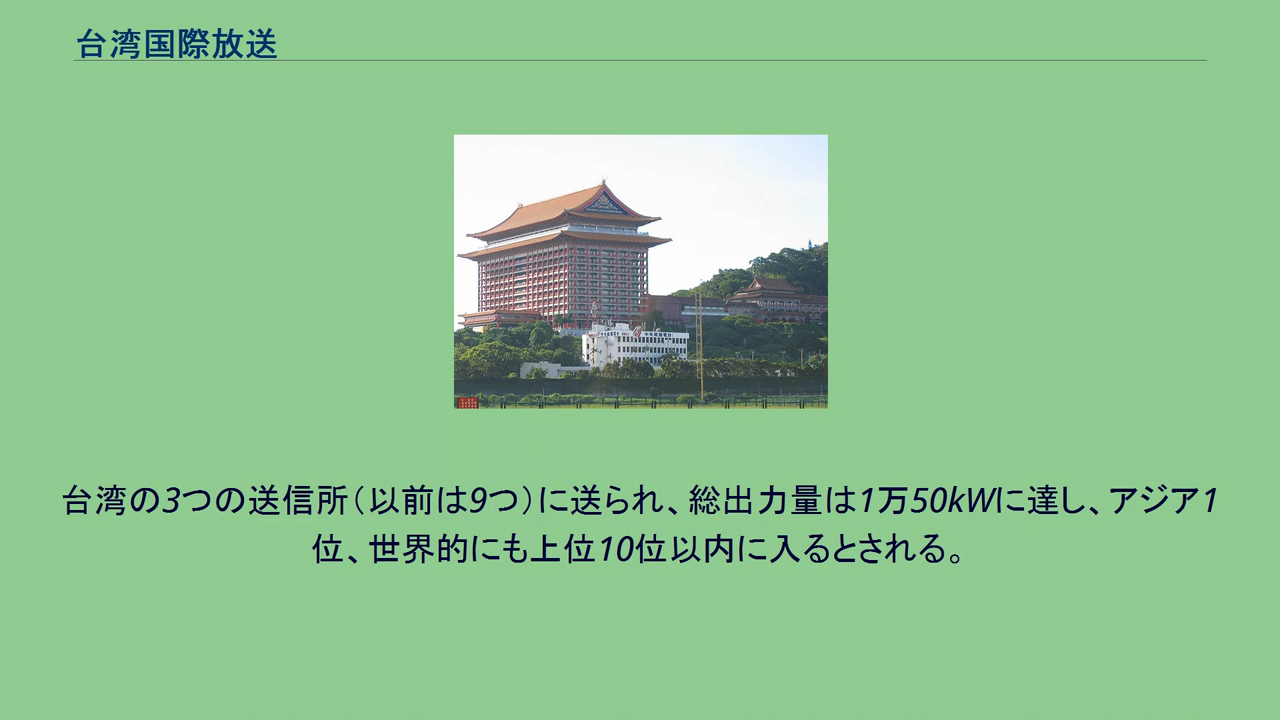 台湾国際放送
台湾の3つの送信所（以前は9つ）に送られ、総出力量は1万50kWに達し、アジア1
位、世界的にも上位10位以内に入るとされる。